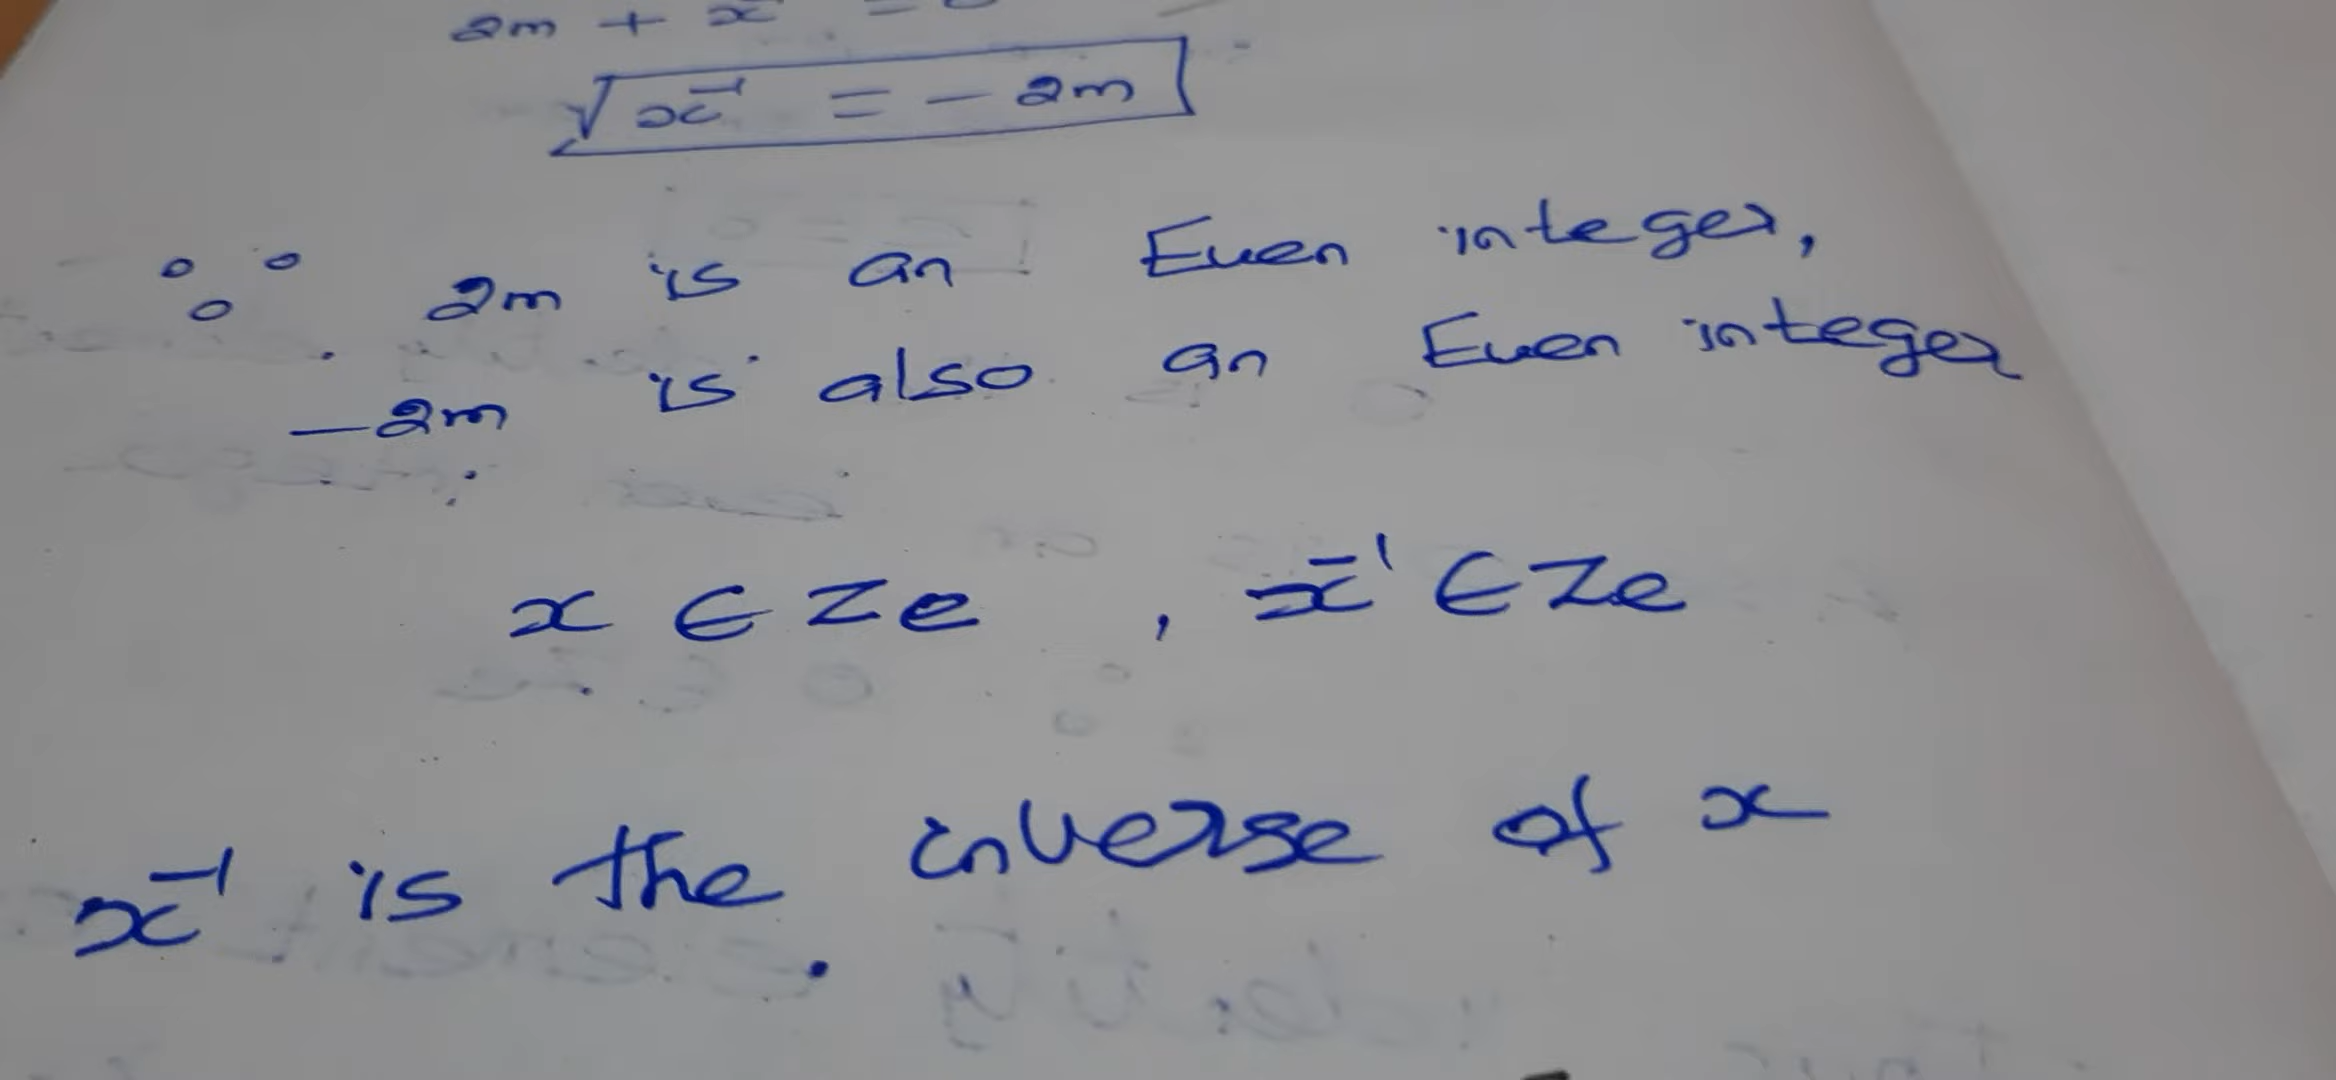 2m + x̄ =
x⁻¹ = - 2m
∵ 2m is an Even integer,
-2m is also an Even integer
x ∈ Ze , x⁻¹ ∈ Ze
x⁻¹ is the inverse of x